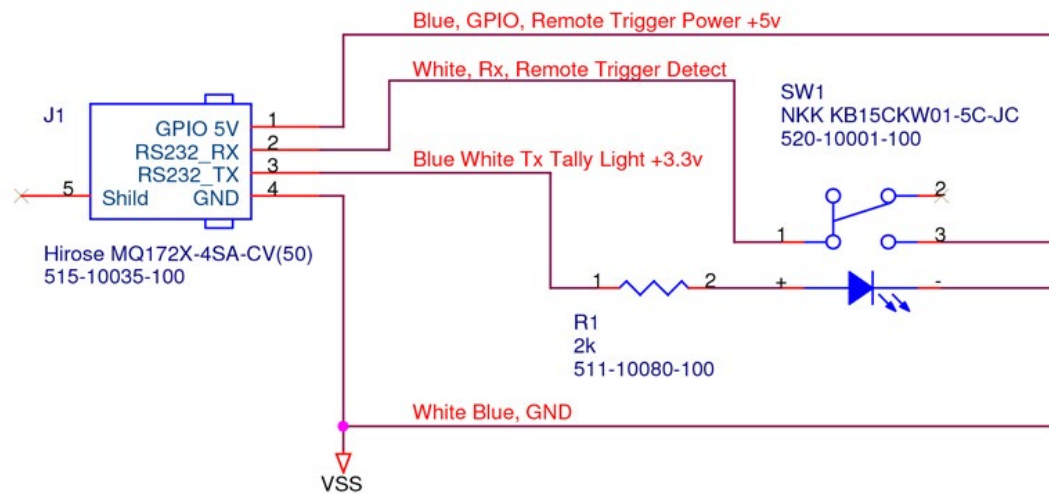 Blue, GPIO, Remote Trigger Power +5v
White, Rx, Remote Trigger Detect
J1
GPIO 5V 1
RS232_RX 2
RS232_TX 3
5 Shild GND 4
Hirose MQ172X-4SA-CV(50)
515-10035-100
Blue White Tx Tally Light +3.3v
SW1
NKK KB15CKW01-5C-JC
520-10001-100
2
1 3
1 2 + -
R1
2k
511-10080-100
White Blue, GND
VSS